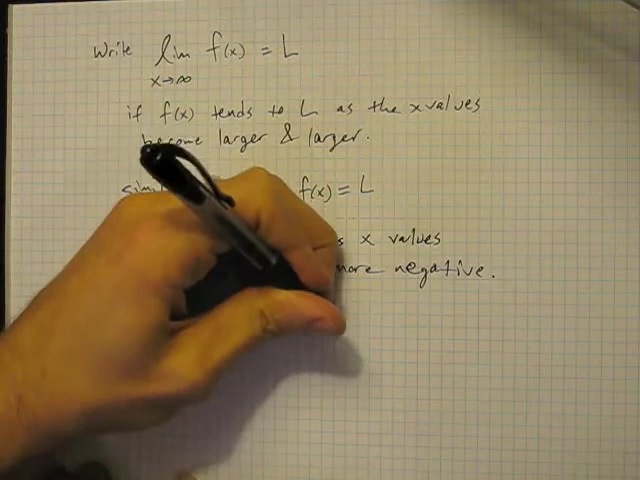 Write lim f(x) = L
x→∞
if f(x) tends to L as the x values
become larger & larger.
f(x) = L
x values
more negative.